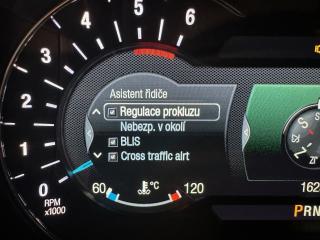 6
5
4
3
2
1
0
RPM
x1000
Asistent řidiče
Regulace prokluzu
Nebezp. v okolí
BLIS
Cross traffic alrt
60 °C 120
S
162
PRN